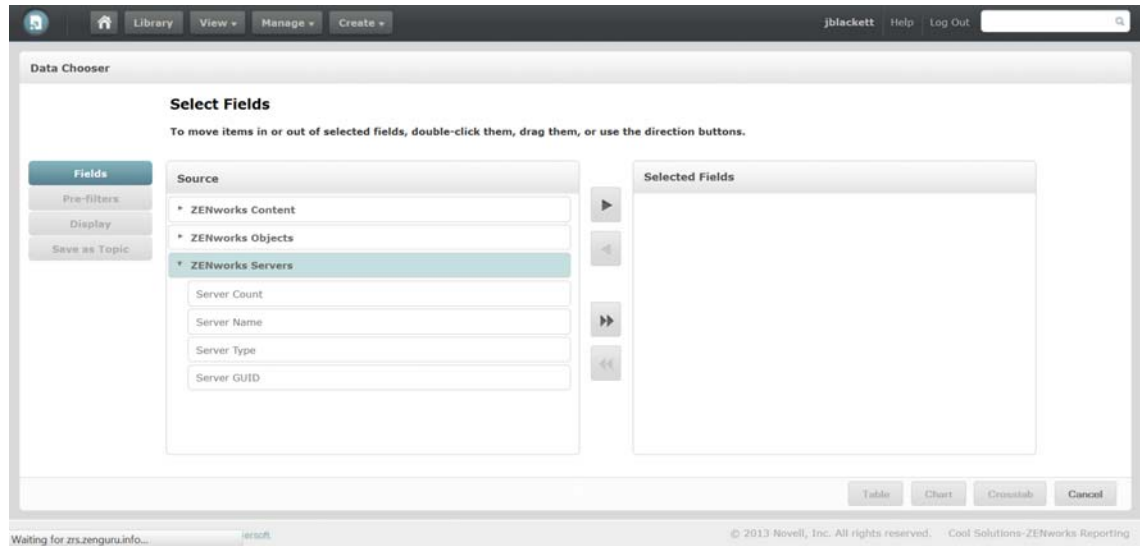 Library View Manage Create jblackett Help Log Out
Data Chooser
Select Fields
To move items in or out of selected fields, double-click them, drag them, or use the direction buttons.
Fields
Pre-filters
Display
Save as Topic
Source
ZENworks Content
ZENworks Objects
ZENworks Servers
Server Count
Server Name
Server Type
Server GUID
Selected Fields
Table Chart Crosstab Cancel
Waiting for zrs.zenguru.info... ersoft © 2013 Novell, Inc. All rights reserved. Cool Solutions-ZENworks Reporting